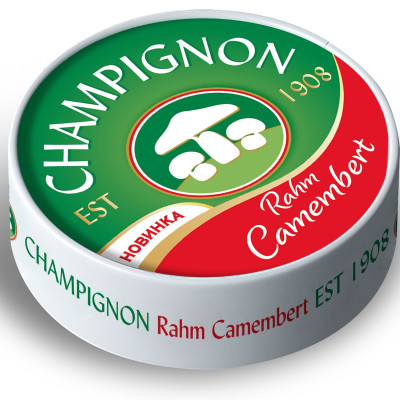 CHAMPIGNON
EST 1908
НОВИНКА
Rahm
Camembert
CHAMPIGNON Rahm Camembert EST 1908